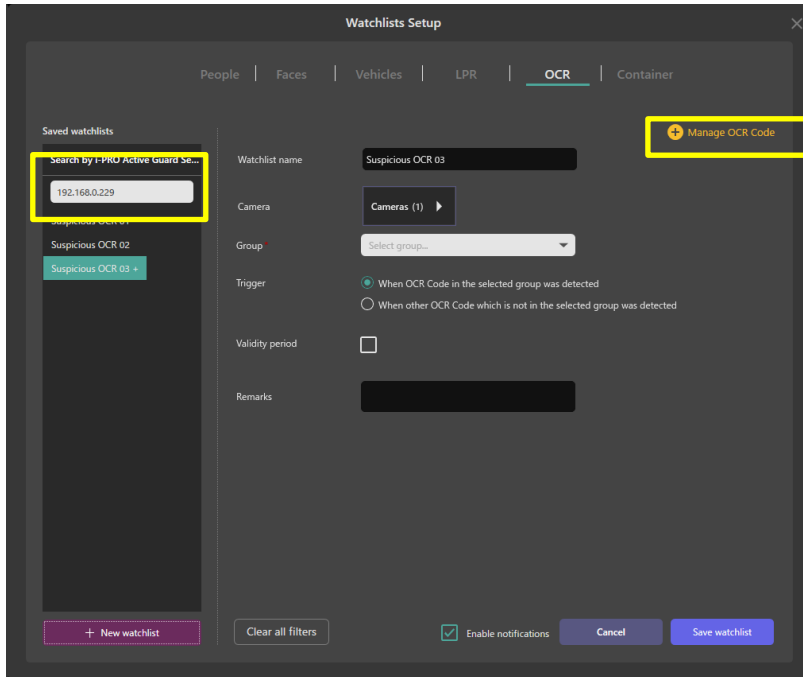 Watchlists Setup
People Faces Vehicles LPR OCR Container
Saved watchlists
Manage OCR Code
Search by i-PRO Active Guard Se...
192.168.0.229
Suspicious OCR 01
Suspicious OCR 02
Suspicious OCR 03 +
+ New watchlist
Watchlist name
Suspicious OCR 03
Camera
Cameras (1)
Group*
Select group...
Trigger
When OCR Code in the selected group was detected
When other OCR Code which is not in the selected group was detected
Validity period
Remarks
Clear all filters
Enable notifications
Cancel
Save watchlist